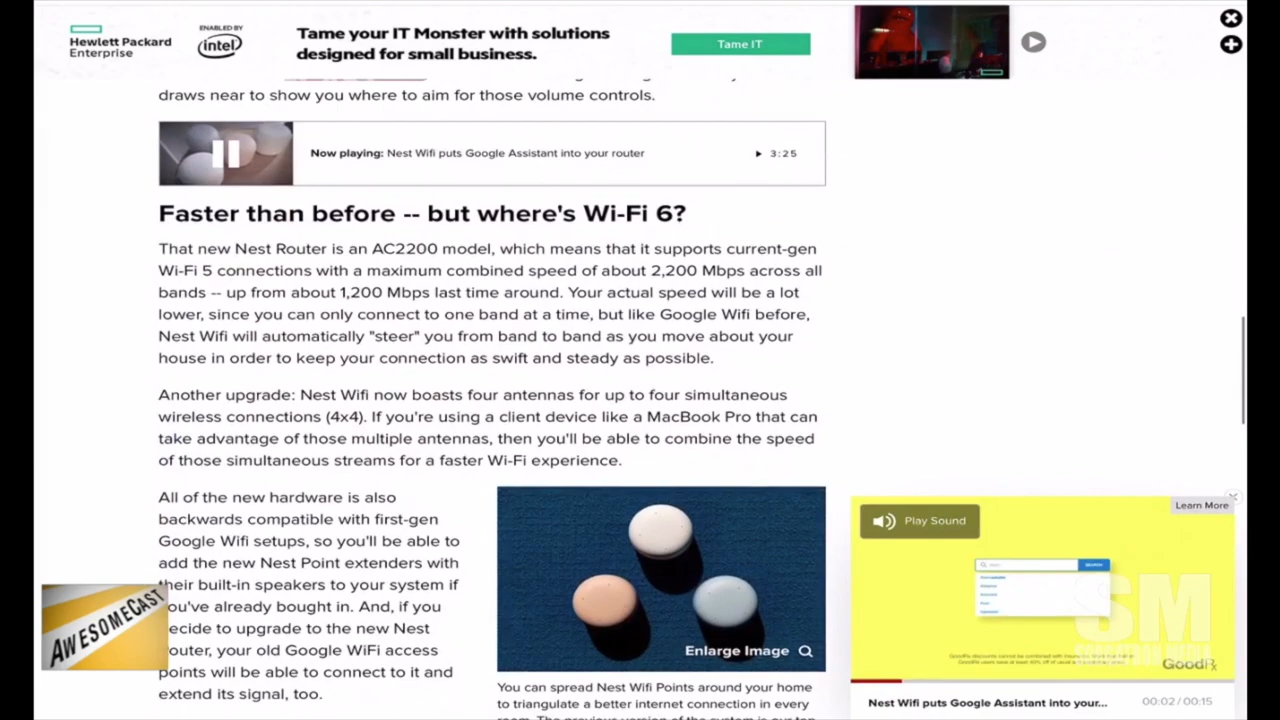 Hewlett Packard
Enterprise
ENABLED BY
intel
Tame your IT Monster with solutions
designed for small business.
Tame IT
draws near to show you where to aim for those volume controls.
Now playing: Nest Wifi puts Google Assistant into your router
3:25
Faster than before -- but where's Wi-Fi 6?
That new Nest Router is an AC2200 model, which means that it supports current-gen
Wi-Fi 5 connections with a maximum combined speed of about 2,200 Mbps across all
bands -- up from about 1,200 Mbps last time around. Your actual speed will be a lot
lower, since you can only connect to one band at a time, but like Google Wifi before,
Nest Wifi will automatically "steer" you from band to band as you move about your
house in order to keep your connection as swift and steady as possible.
Another upgrade: Nest Wifi now boasts four antennas for up to four simultaneous
wireless connections (4x4). If you're using a client device like a MacBook Pro that can
take advantage of those multiple antennas, then you'll be able to combine the speed
of those simultaneous streams for a faster Wi-Fi experience.
All of the new hardware is also
backwards compatible with first-gen
Google Wifi setups, so you'll be able to
add the new Nest Point extenders with
their built-in speakers to your system if
you've already bought in. And, if you
decide to upgrade to the new Nest
router, your old Google WiFi access
points will be able to connect to it and
extend its signal, too.
AWESOMECAST
Enlarge Image
You can spread Nest Wifi Points around your home
to triangulate a better internet connection in every
room. The previous version of the system is our top
Learn More
Play Sound
SM
GoodRx
Nest Wifi puts Google Assistant into your...
00:02 / 00:15